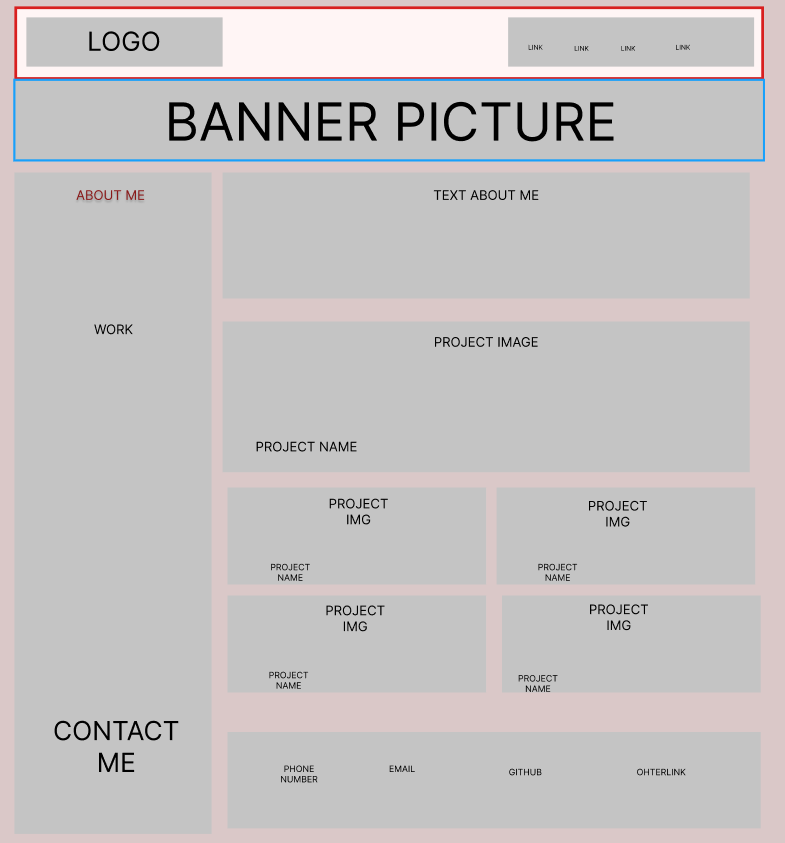 LOGO
LINK
LINK
LINK
LINK
BANNER PICTURE
ABOUT ME
TEXT ABOUT ME
WORK
PROJECT IMAGE
PROJECT NAME
PROJECT
IMG
PROJECT
NAME
PROJECT
IMG
PROJECT
NAME
PROJECT
IMG
PROJECT
NAME
PROJECT
IMG
PROJECT
NAME
CONTACT
ME
PHONE
NUMBER
EMAIL
GITHUB
OHTERLINK